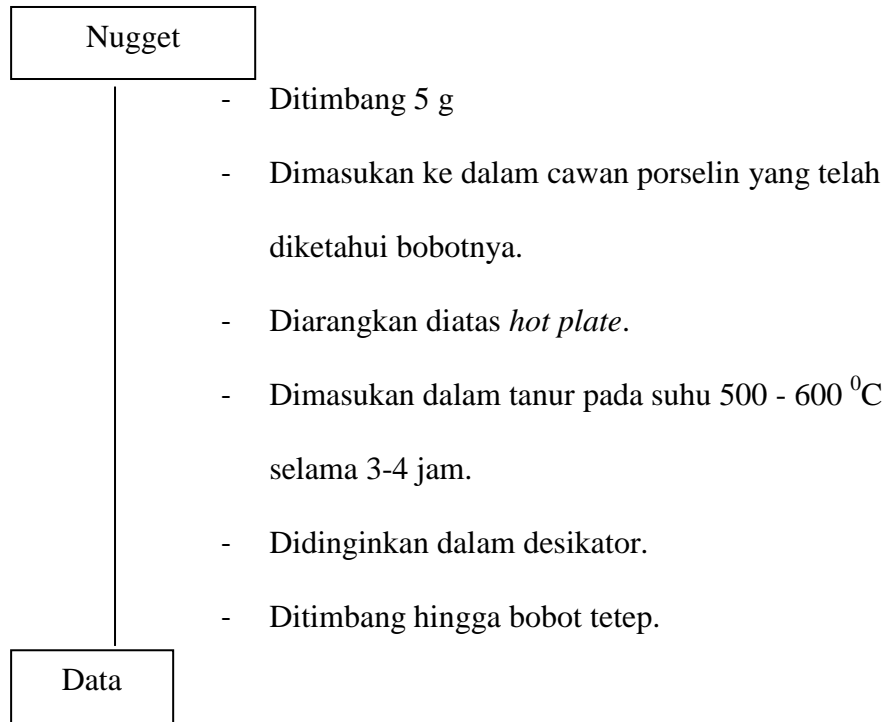 Nugget
- Ditimbang 5 g
- Dimasukan ke dalam cawan porselin yang telah
diketahui bobotnya.
- Diarangkan diatas hot plate.
- Dimasukan dalam tanur pada suhu 500 - 600 ⁰C
selama 3-4 jam.
- Didinginkan dalam desikator.
- Ditimbang hingga bobot tetep.
Data